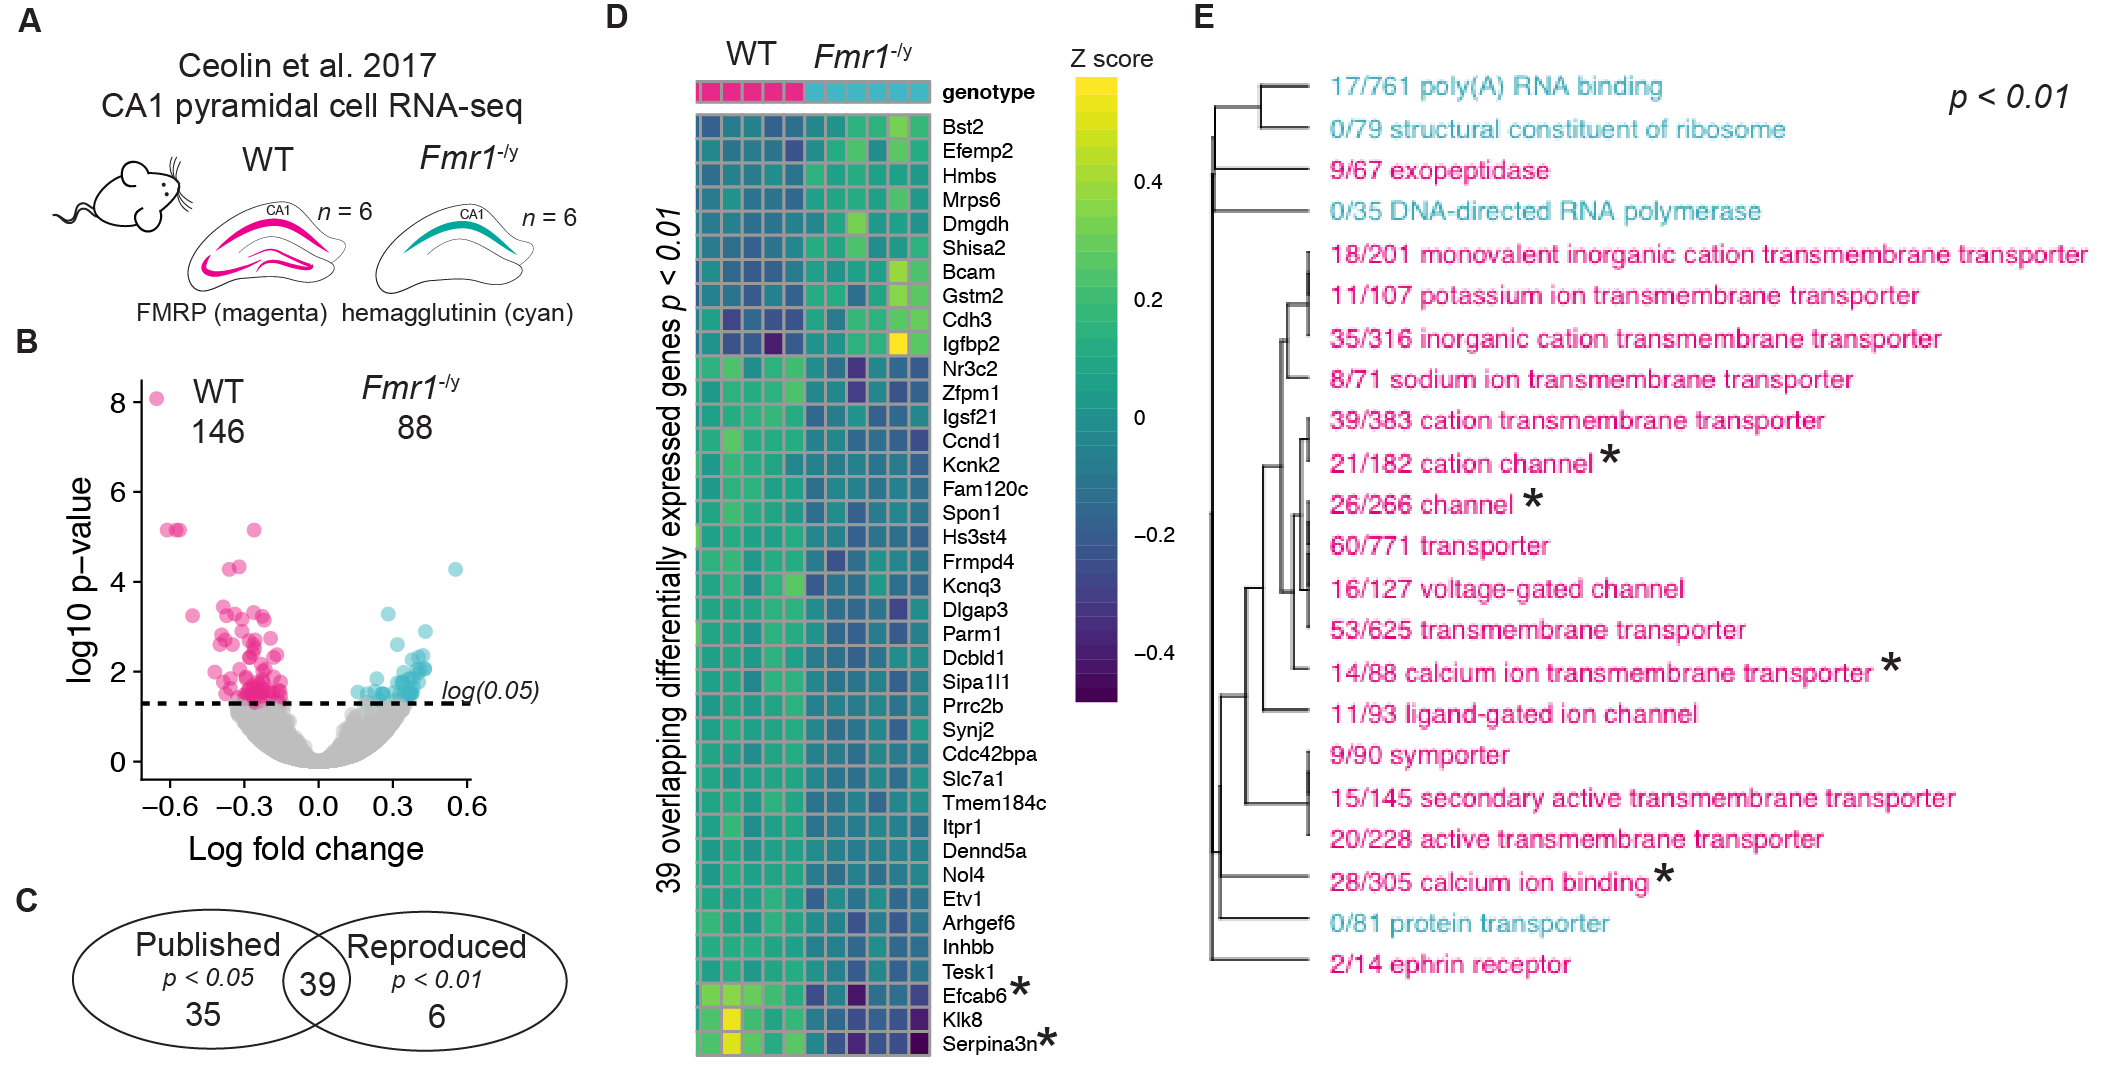 A
Ceolin et al. 2017
CA1 pyramidal cell RNA-seq
WT
Fmr1-/y
CA1
n = 6
CA1
n = 6
FMRP (magenta)
hemagglutinin (cyan)
B
WT
146
Fmr1-/y
88
log10 p−value
8
6
4
2
0
log(0.05)
−0.6
−0.3
0.0
0.3
0.6
Log fold change
C
Published
p < 0.05
35
39
Reproduced
p < 0.01
6
D
WT
Fmr1-/y
genotype
39 overlapping differentially expressed genes p < 0.01
Bst2
Efemp2
Hmbs
Mrps6
Dmgdh
Shisa2
Bcam
Gstm2
Cdh3
Igfbp2
Nr3c2
Zfpm1
Igsf21
Ccnd1
Kcnk2
Fam120c
Spon1
Hs3st4
Frmpd4
Kcnq3
Dlgap3
Parm1
Dcbld1
Sipa1l1
Prrc2b
Synj2
Cdc42bpa
Slc7a1
Tmem184c
Itpr1
Dennd5a
Nol4
Etv1
Arhgef6
Inhbb
Tesk1
Efcab6 *
Klk8
Serpina3n*
Z score
0.4
0.2
0
−0.2
−0.4
E
p < 0.01
17/761 poly(A) RNA binding
0/79 structural constituent of ribosome
9/67 exopeptidase
0/35 DNA-directed RNA polymerase
18/201 monovalent inorganic cation transmembrane transporter
11/107 potassium ion transmembrane transporter
35/316 inorganic cation transmembrane transporter
8/71 sodium ion transmembrane transporter
39/383 cation transmembrane transporter
21/182 cation channel *
26/266 channel *
60/771 transporter
16/127 voltage-gated channel
53/625 transmembrane transporter
14/88 calcium ion transmembrane transporter *
11/93 ligand-gated ion channel
9/90 symporter
15/145 secondary active transmembrane transporter
20/228 active transmembrane transporter
28/305 calcium ion binding *
0/81 protein transporter
2/14 ephrin receptor